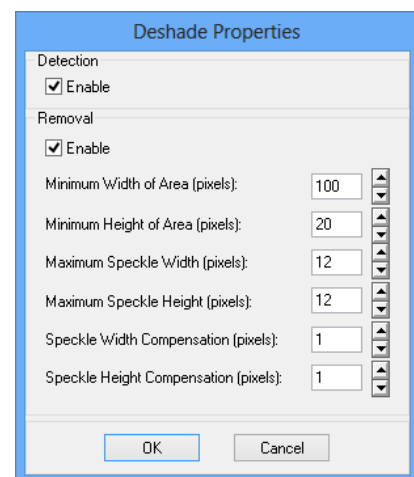 Deshade Properties
Detection
Enable
Removal
Enable
Minimum Width of Area (pixels): 100
Minimum Height of Area (pixels): 20
Maximum Speckle Width (pixels): 12
Maximum Speckle Height (pixels): 12
Speckle Width Compensation (pixels): 1
Speckle Height Compensation (pixels): 1
OK Cancel